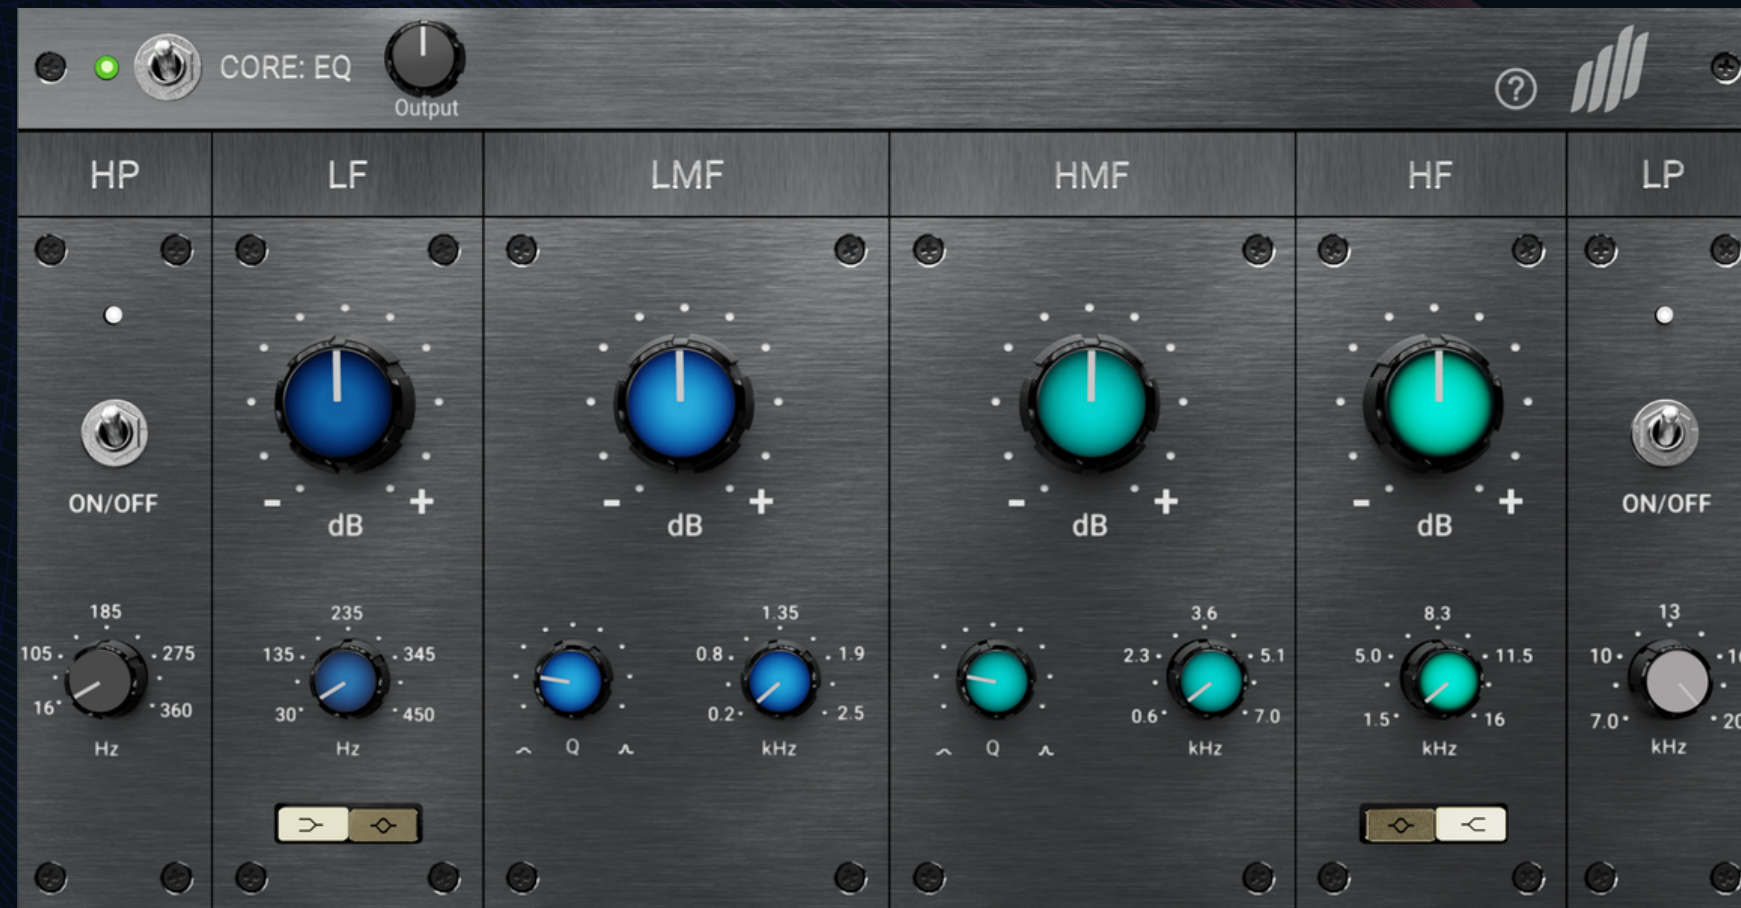 CORE: EQ
Output
?
HP
LF
LMF
HMF
HF
LP
ON/OFF
- +
dB
- +
dB
- +
dB
- +
dB
ON/OFF
185
105 275
16 360
Hz
235
135 345
30 450
Hz
Q
1.35
0.8 1.9
0.2 2.5
kHz
Q
3.6
2.3 5.1
0.6 7.0
kHz
8.3
5.0 11.5
1.5 16
kHz
13
10
7.0
kHz